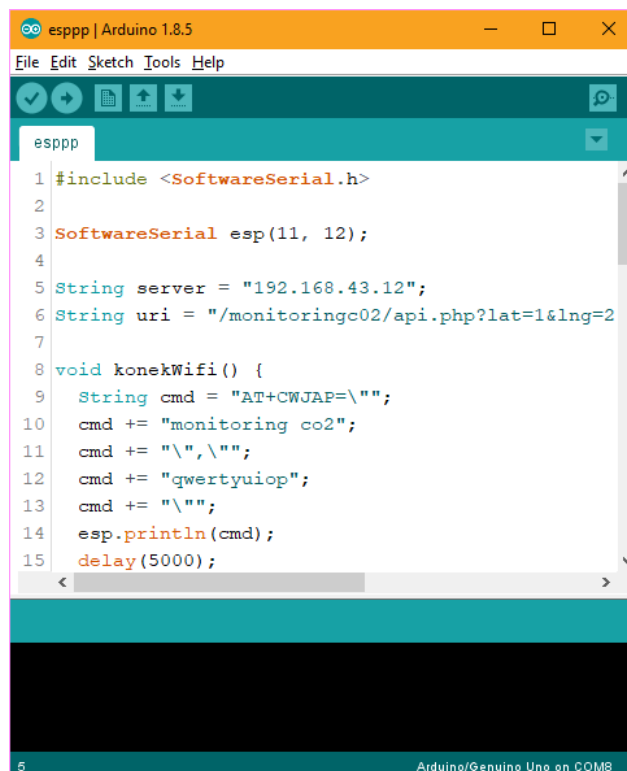 esppp | Arduino 1.8.5
File Edit Sketch Tools Help
esppp
1 #include <SoftwareSerial.h>
2
3 SoftwareSerial esp(11, 12);
4
5 String server = "192.168.43.12";
6 String uri = "/monitoringc02/api.php?lat=1&lng=2
7
8 void konekWifi() {
9 String cmd = "AT+CWJAP=\"";
10 cmd += "monitoring co2";
11 cmd += "\",\"";
12 cmd += "qwertyuiop";
13 cmd += "\"";
14 esp.println(cmd);
15 delay(5000);
5 Arduino/Genuino Uno on COM8